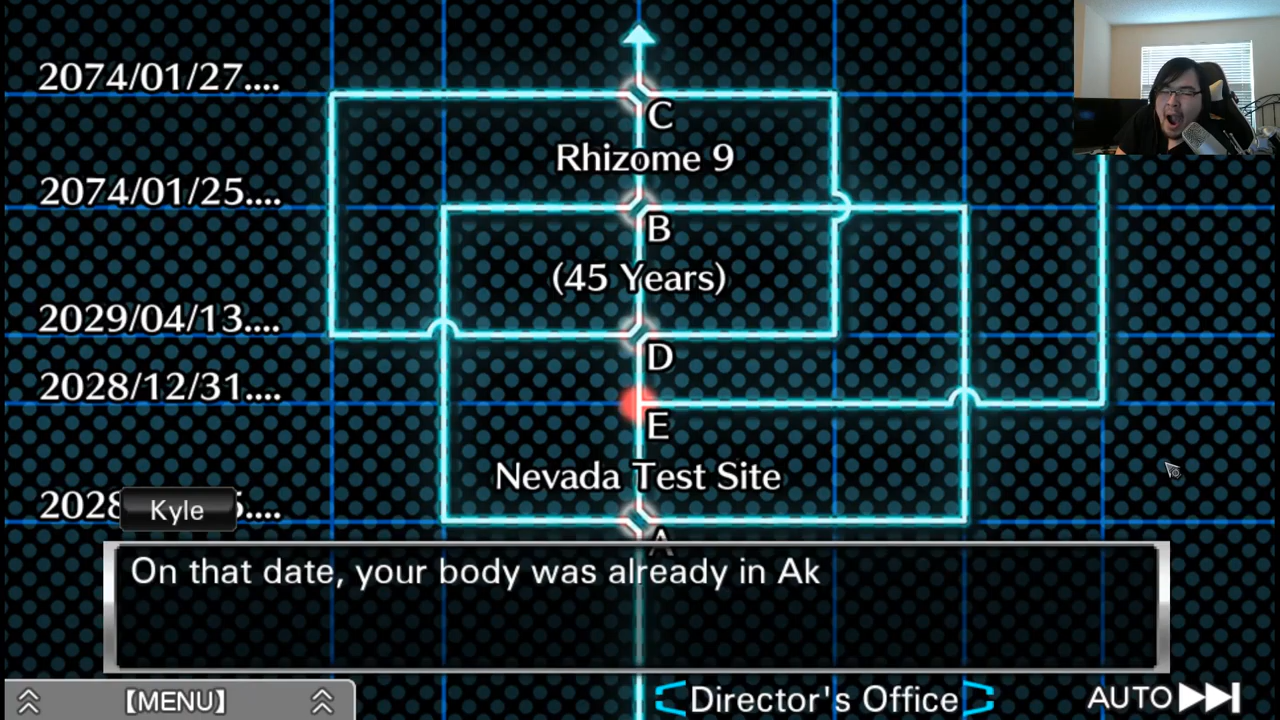 2074/01/27....
C
Rhizome 9
2074/01/25....
B
(45 Years)
2029/04/13....
D
2028/12/31....
E
Nevada Test Site
2028
....
A
Kyle
On that date, your body was already in Ak
【MENU】
Director's Office
AUTO